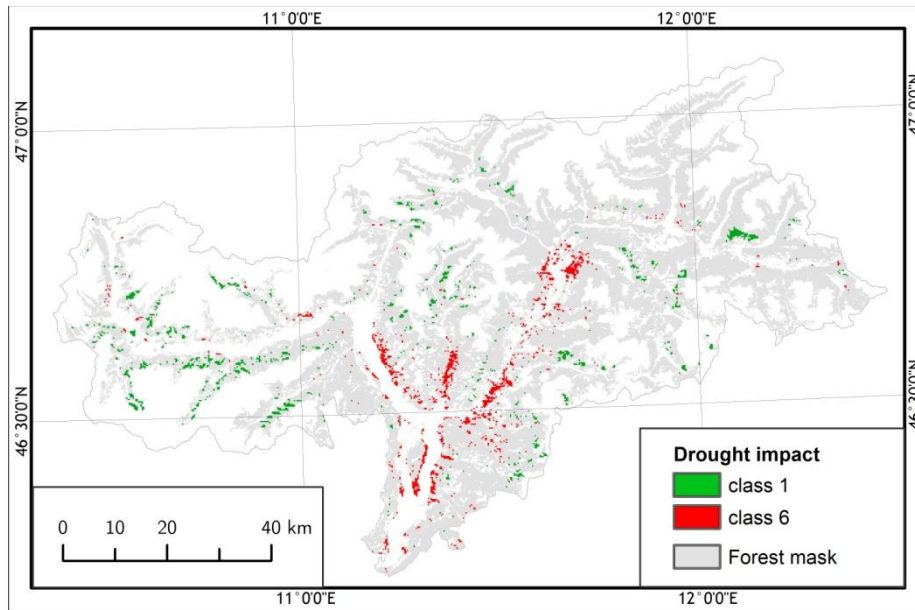 11°0'0"E 12°0'0"E
47°0'0"N 47°0'0"N
46°30'0"N 46°30'0"N
Drought impact
class 1
class 6
Forest mask
0 10 20 40 km
11°0'0"E 12°0'0"E